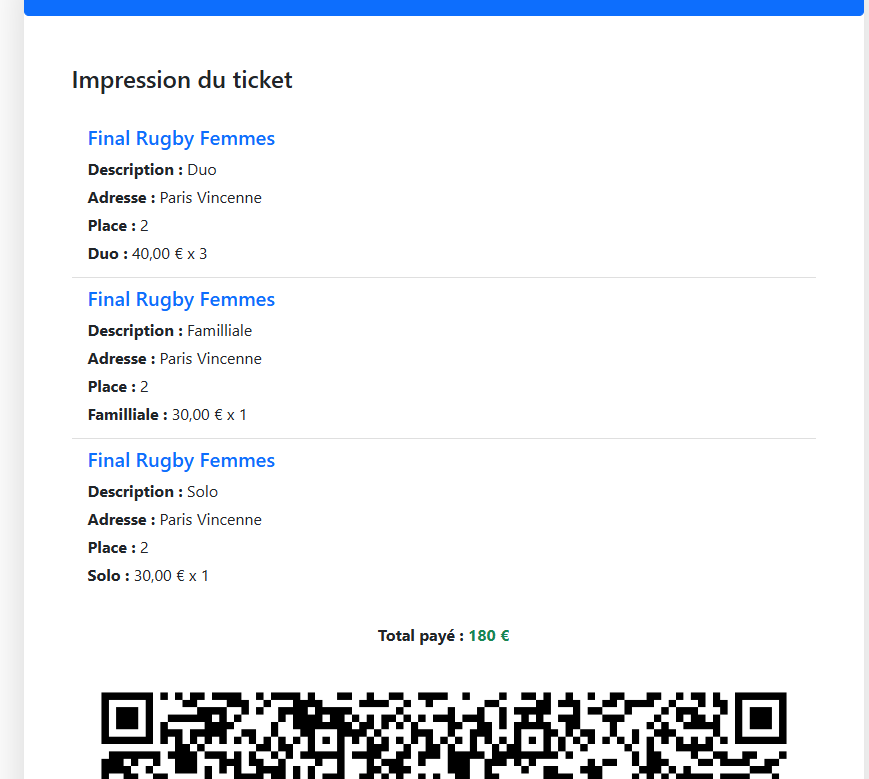 Impression du ticket
Final Rugby Femmes
Description : Duo
Adresse : Paris Vincenne
Place : 2
Duo : 40,00 € x 3
Final Rugby Femmes
Description : Familliale
Adresse : Paris Vincenne
Place : 2
Familliale : 30,00 € x 1
Final Rugby Femmes
Description : Solo
Adresse : Paris Vincenne
Place : 2
Solo : 30,00 € x 1
Total payé : 180 €